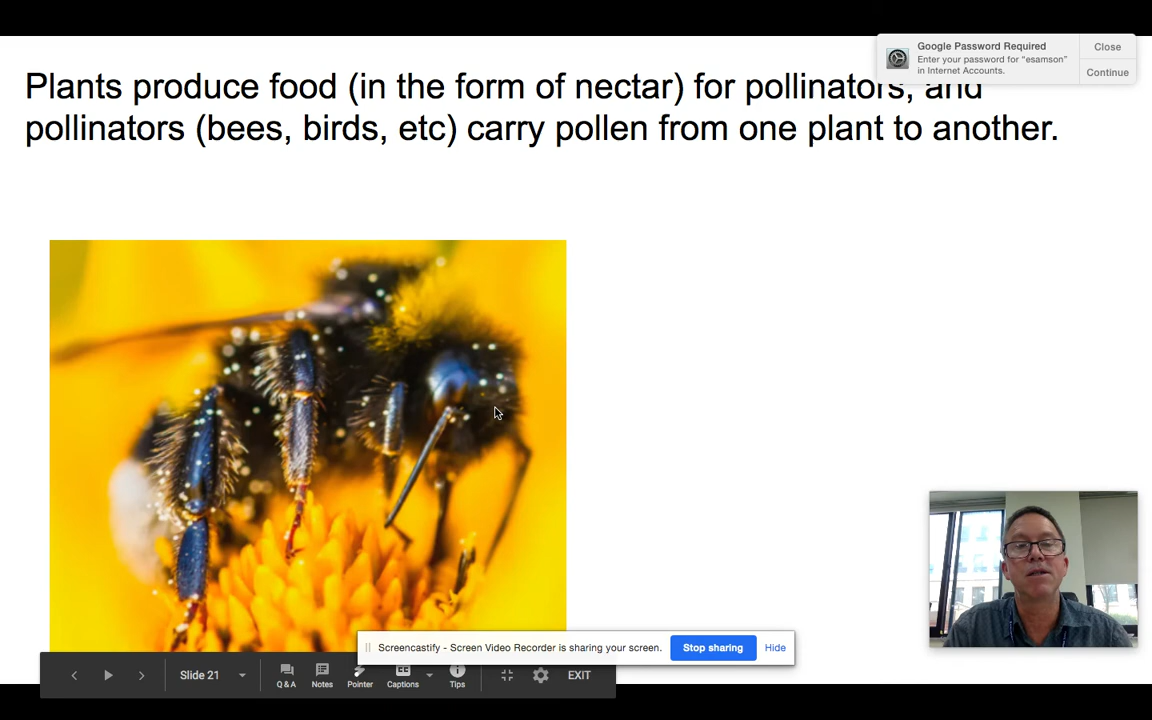 Google Password Required
Close
Enter your password for "esamson"
in Internet Accounts.
Continue
Plants produce food (in the form of nectar) for pollinators, and
pollinators (bees, birds, etc) carry pollen from one plant to another.
Screencastify - Screen Video Recorder is sharing your screen.
Stop sharing
Hide
Slide 21
Q & A
Notes
Pointer
Captions
Tips
EXIT